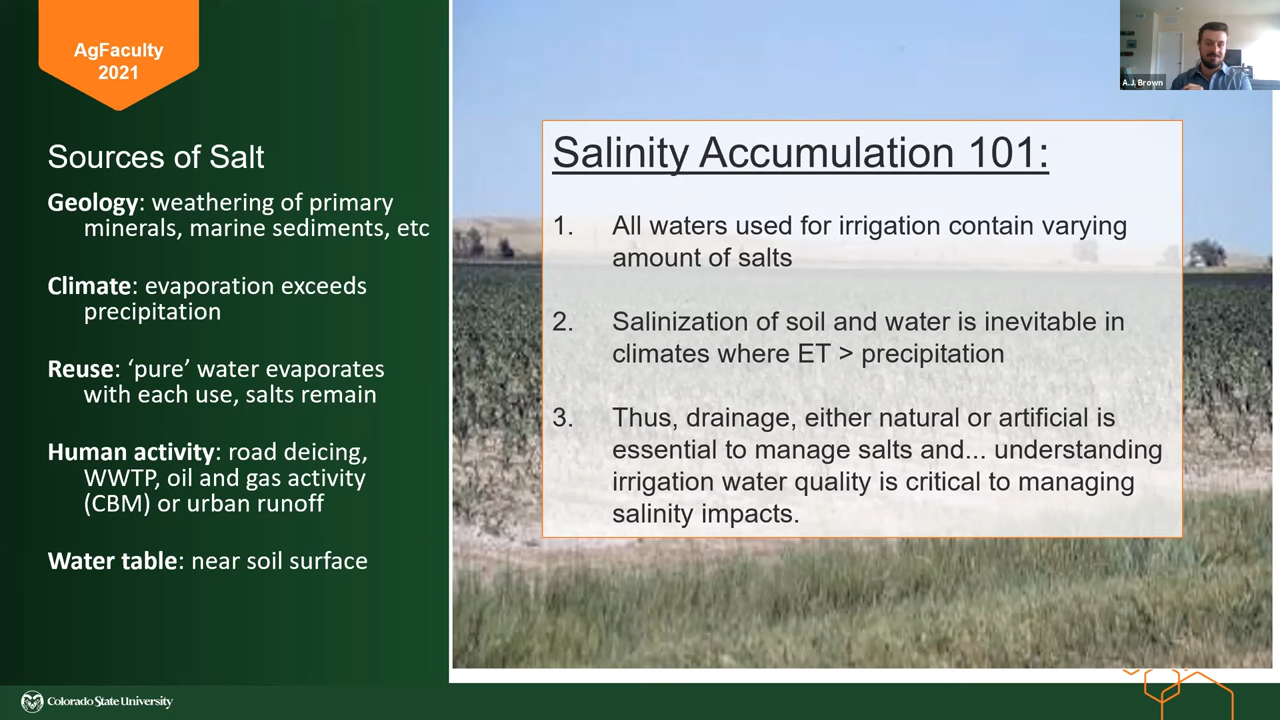 AgFaculty
2021
Sources of Salt
Geology: weathering of primary
minerals, marine sediments, etc
Climate: evaporation exceeds
precipitation
Reuse: ‘pure’ water evaporates
with each use, salts remain
Human activity: road deicing,
WWTP, oil and gas activity
(CBM) or urban runoff
Water table: near soil surface
Colorado State University
Salinity Accumulation 101:
1. All waters used for irrigation contain varying
amount of salts
2. Salinization of soil and water is inevitable in
climates where ET > precipitation
3. Thus, drainage, either natural or artificial is
essential to manage salts and... understanding
irrigation water quality is critical to managing
salinity impacts.
A.J. Brown